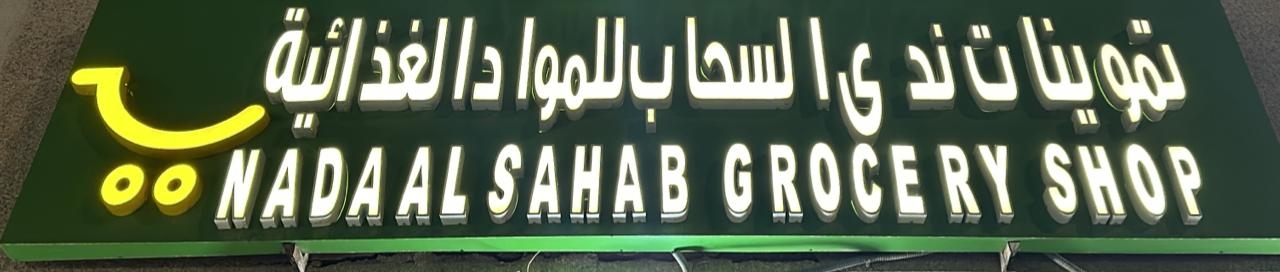 تموينات ندى السحاب للمواد الغذائية
NADA AL SAHAB GROCERY SHOP